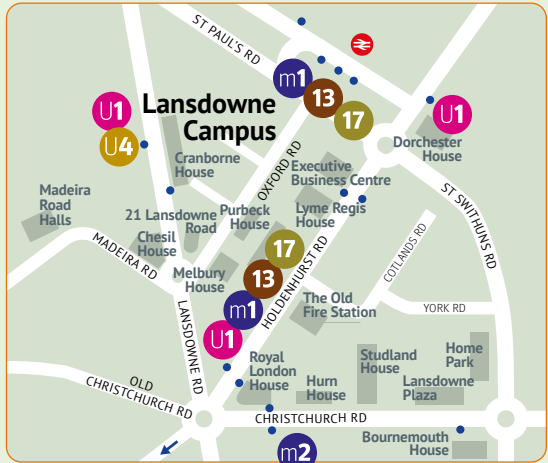 ST PAUL'S RD
m1
13
17
U1
U4
U1
Lansdowne
Campus
Dorchester
House
Cranborne
House
OXFORD RD
Executive
Business Centre
Madeira
Road
Halls
21 Lansdowne
Road
Purbeck
House
Lyme Regis
House
ST SWITHUNS RD
Chesil
House
MADEIRA RD
Melbury
House
17
13
m1
U1
HOLDENHURST RD
COTLANDS RD
The Old
Fire Station
YORK RD
LANSDOWNE RD
Royal
London
House
Hurn
House
Studland
House
Home
Park
Lansdowne
Plaza
OLD
CHRISTCHURCH RD
CHRISTCHURCH RD
Bournemouth
House
m2